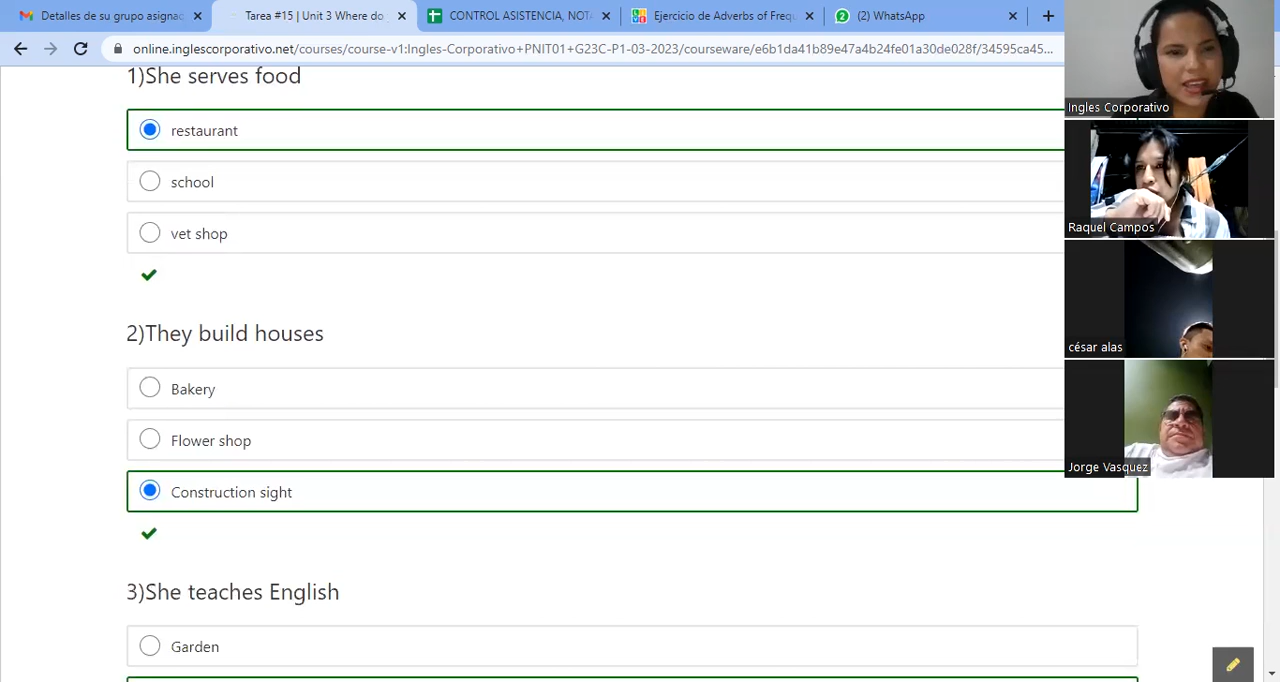 Detalles de su grupo asignad
Tarea #15 | Unit 3 Where do
CONTROL ASISTENCIA, NOTA
Ejercicio de Adverbs of Frequ
(2) WhatsApp
online.inglescorporativo.net/courses/course-v1:Ingles-Corporativo+PNIT01+G23C-P1-03-2023/courseware/e6b1da41b89e47a4b24fe01a30de028f/34595ca45...
1)She serves food
restaurant
school
vet shop
2)They build houses
Bakery
Flower shop
Construction sight
3)She teaches English
Garden
Ingles Corporativo
Raquel Campos
césar alas
Jorge Vasquez